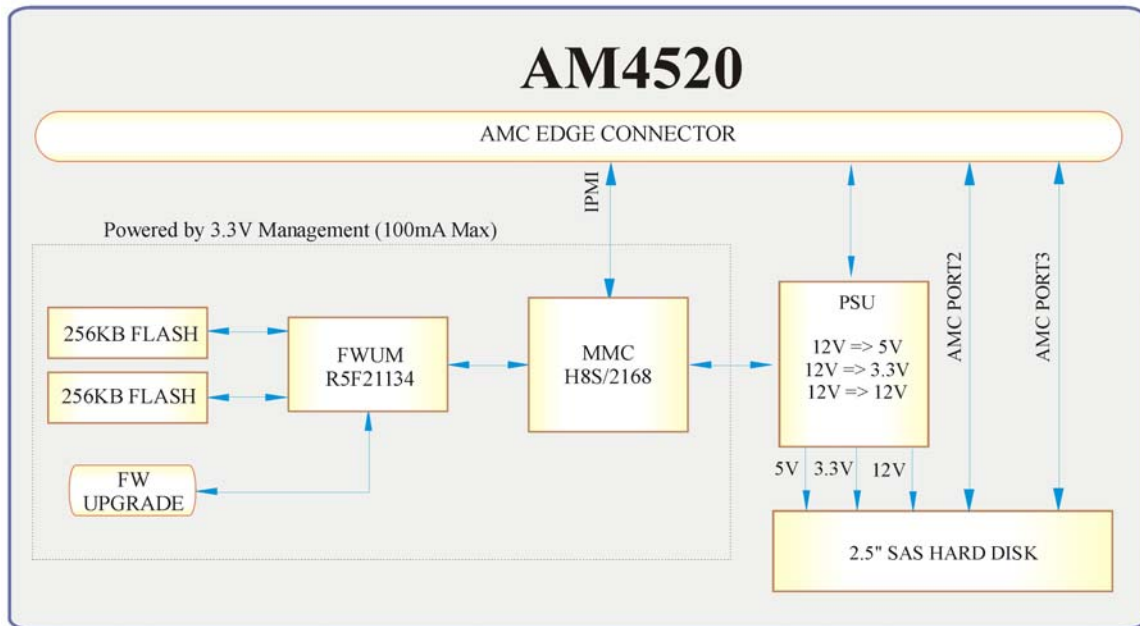 AM4520
AMC EDGE CONNECTOR
IPMI
Powered by 3.3V Management (100mA Max)
256KB FLASH
256KB FLASH
FWUM
R5F21134
MMC
H8S/2168
PSU
12V => 5V
12V => 3.3V
12V => 12V
AMC PORT2
AMC PORT3
5V
3.3V
12V
FW
UPGRADE
2.5" SAS HARD DISK